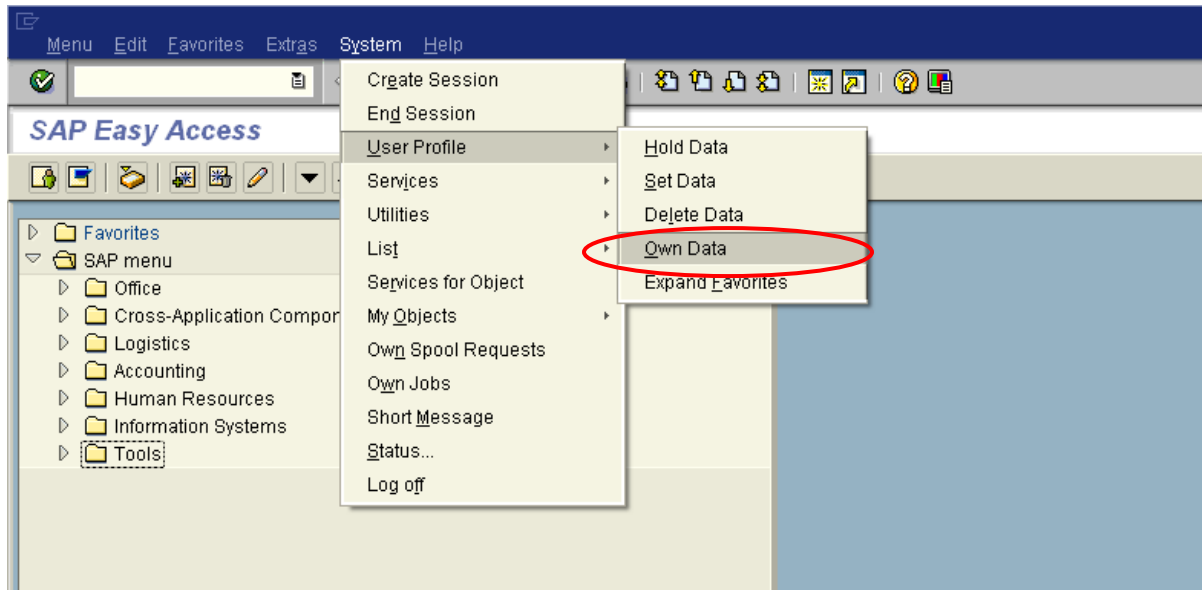 Menu Edit Favorites Extras System Help
Create Session
End Session
SAP Easy Access
User Profile
Hold Data
Services
Set Data
Utilities
Delete Data
List
Own Data
Services for Object
Expand Favorites
My Objects
Own Spool Requests
Own Jobs
Short Message
Status...
Log off
Favorites
SAP menu
Office
Cross-Application Compor
Logistics
Accounting
Human Resources
Information Systems
Tools